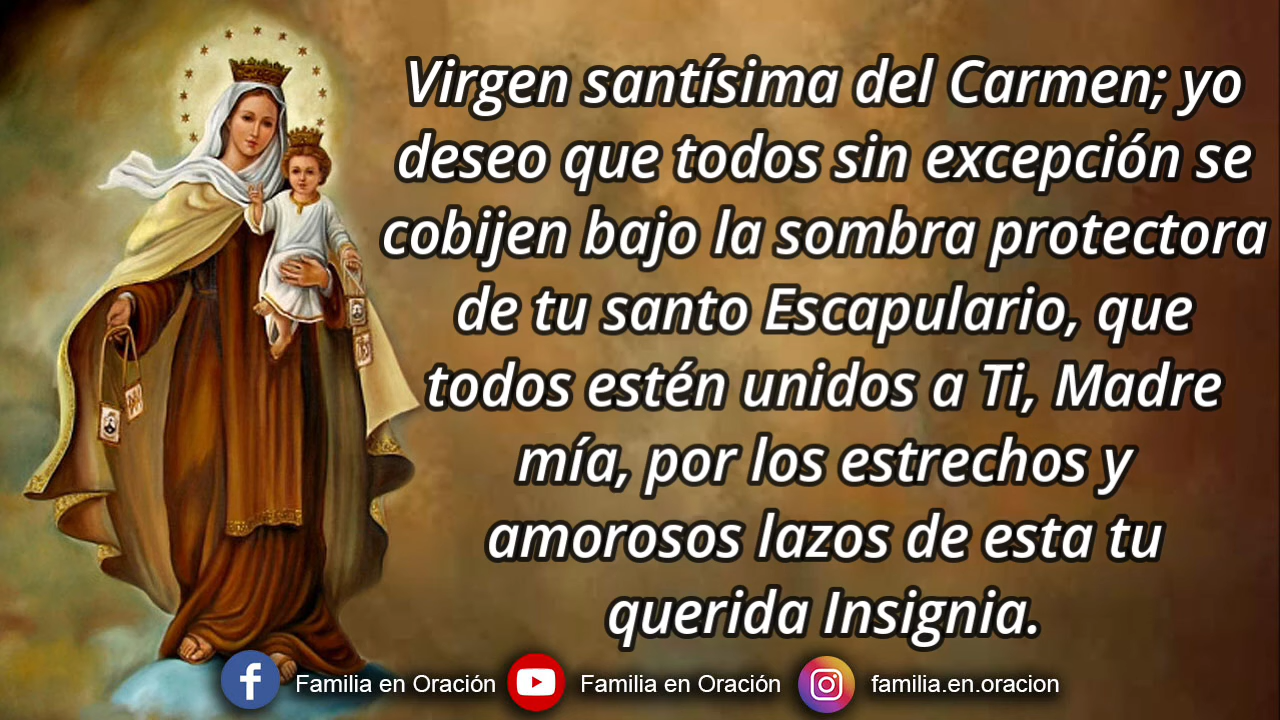 Virgen santísima del Carmen; yo
deseo que todos sin excepción se
cobijen bajo la sombra protectora
de tu santo Escapulario, que
todos estén unidos a Ti, Madre
mía, por los estrechos y
amorosos lazos de esta tu
querida Insignia.
Familia en Oración Familia en Oración familia.en.oracion